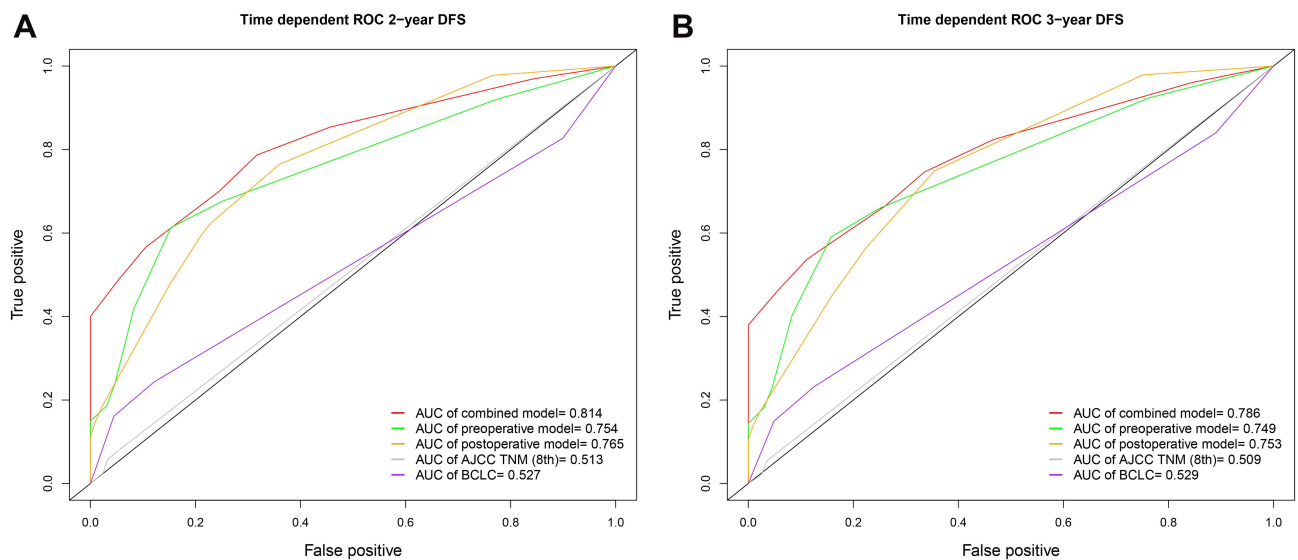 A
Time dependent ROC 2−year DFS
True positive
1.0
0.8
0.6
0.4
0.2
0.0
AUC of combined model= 0.814
AUC of preoperative model= 0.754
AUC of postoperative model= 0.765
AUC of AJCC TNM (8th)= 0.513
AUC of BCLC= 0.527
0.0 0.2 0.4 0.6 0.8 1.0
False positive
B
Time dependent ROC 3−year DFS
True positive
1.0
0.8
0.6
0.4
0.2
0.0
AUC of combined model= 0.786
AUC of preoperative model= 0.749
AUC of postoperative model= 0.753
AUC of AJCC TNM (8th)= 0.509
AUC of BCLC= 0.529
0.0 0.2 0.4 0.6 0.8 1.0
False positive